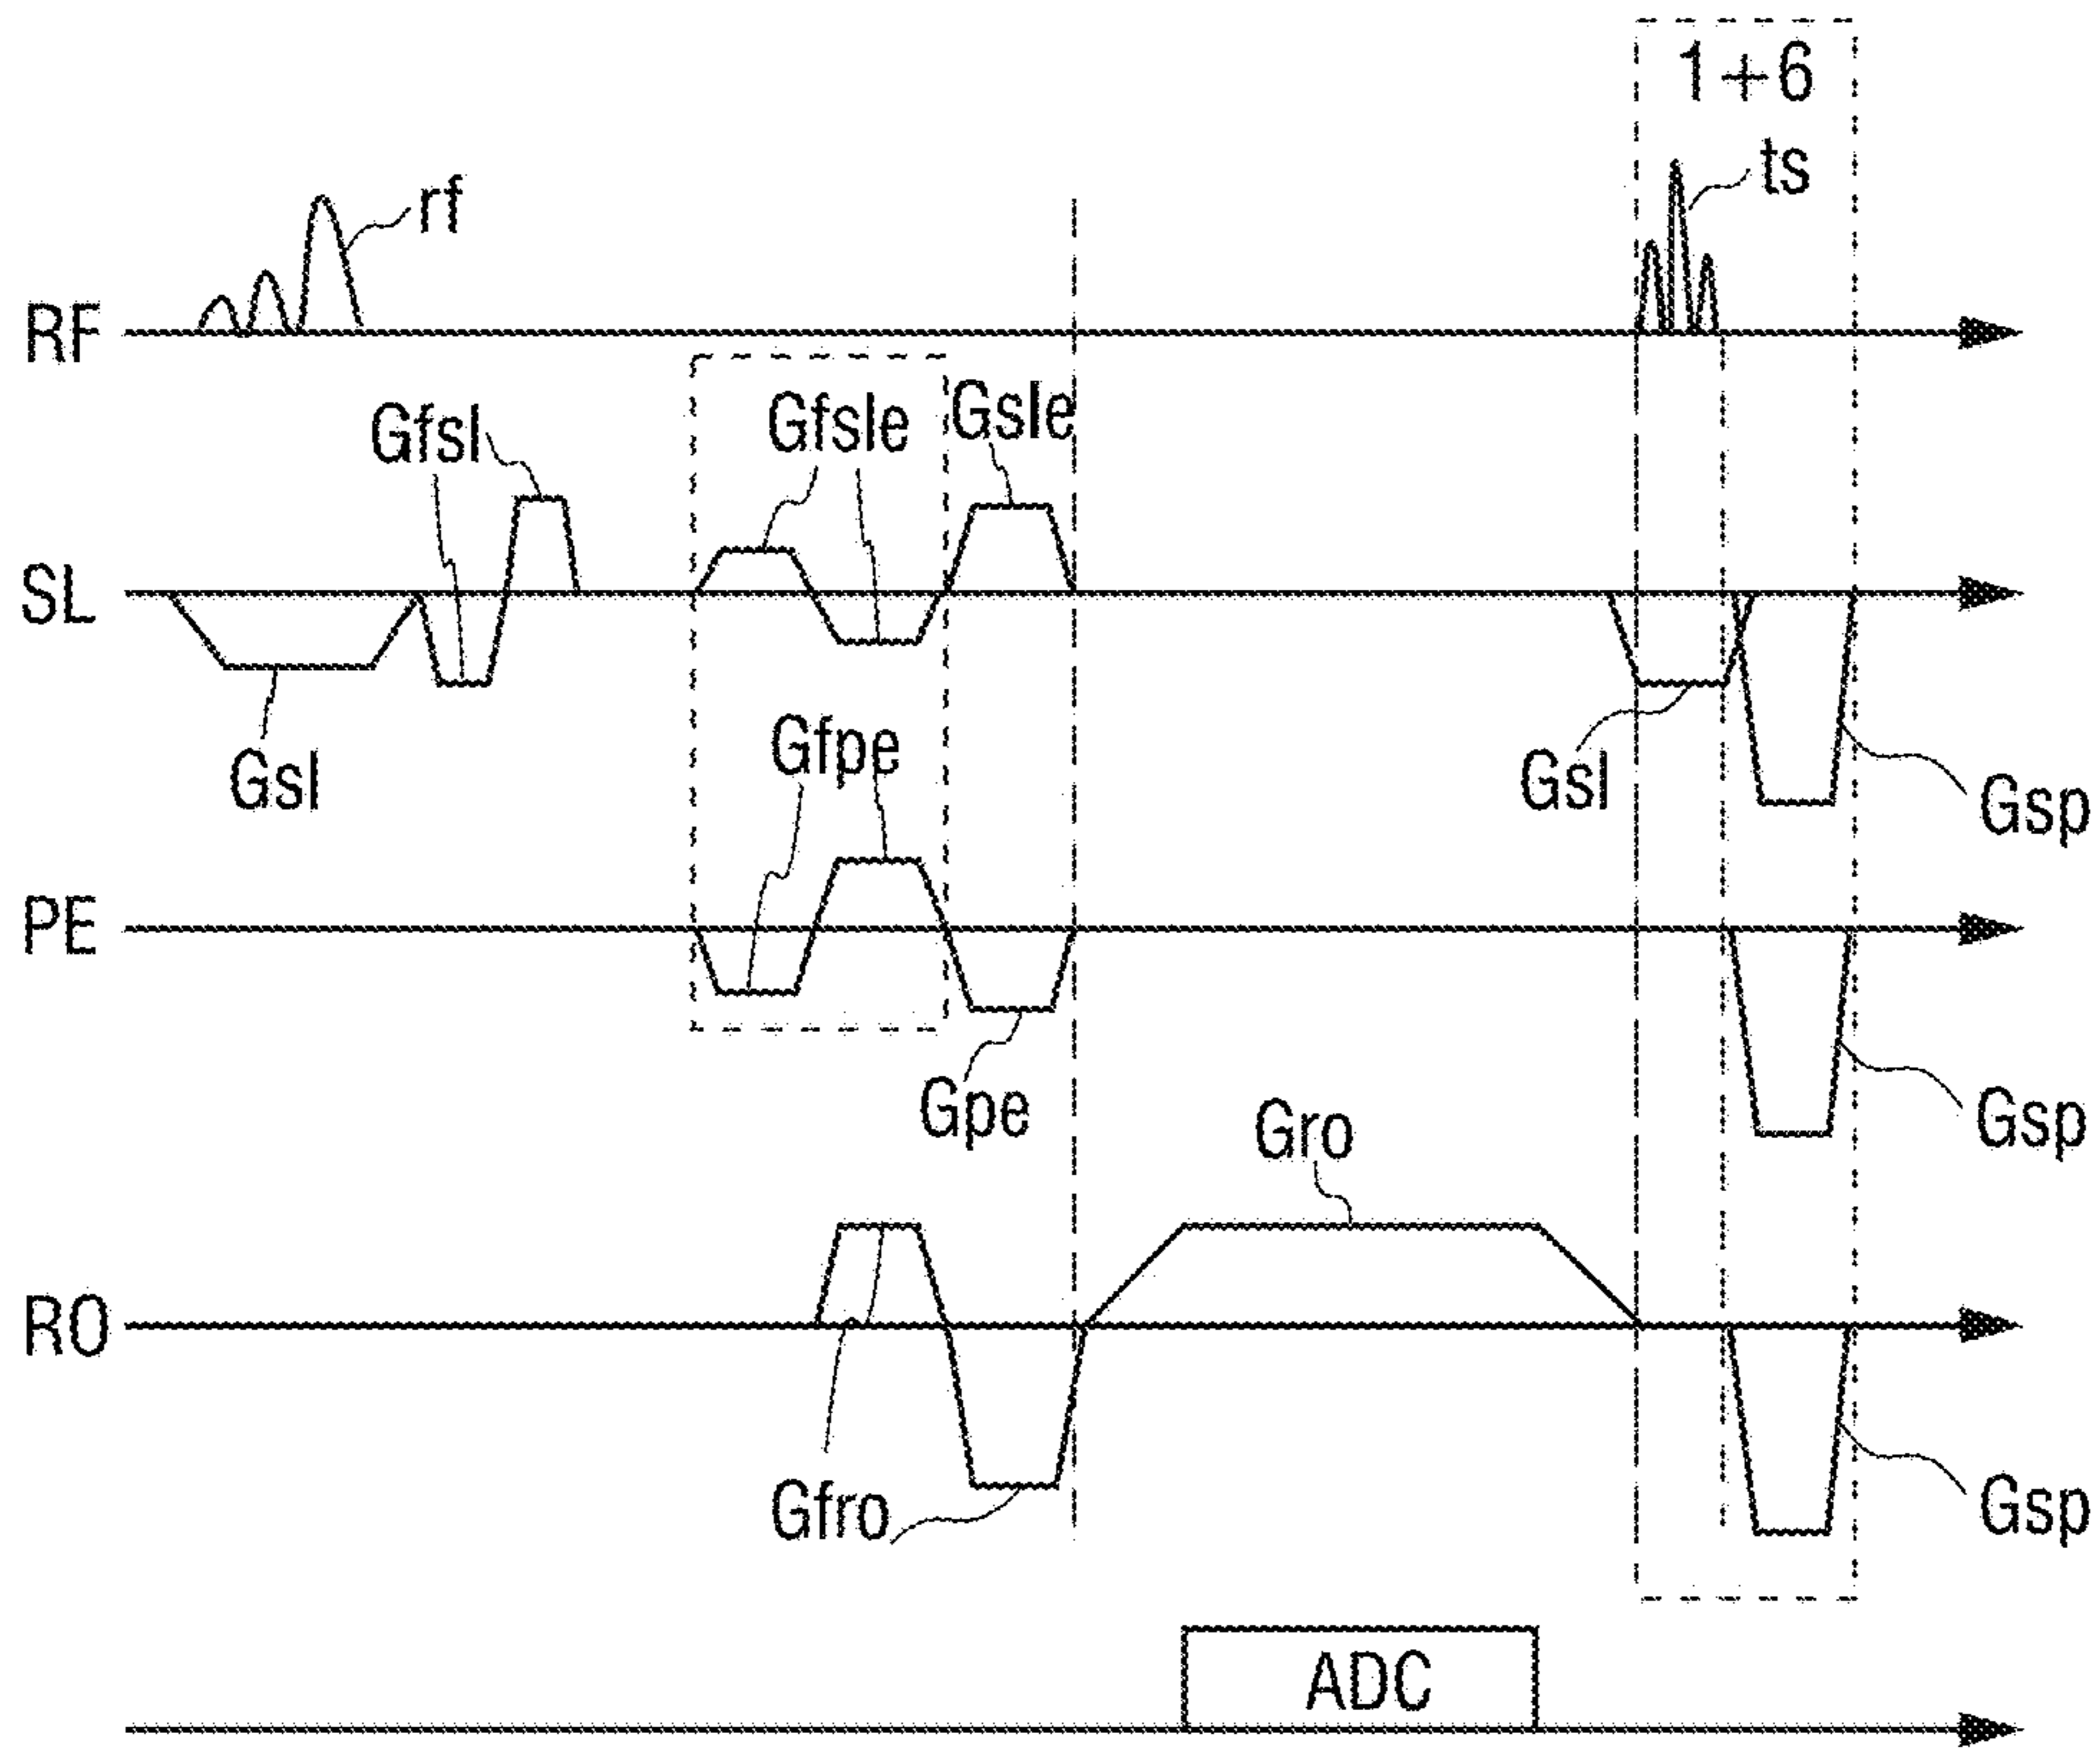 1+6
ts
rf
RF
Gfsl
Gfsle
Gsle
SL
Gsl
Gfpe
Gsl
Gsp
PE
Gpe
Gro
Gsp
RO
Gfro
Gsp
ADC